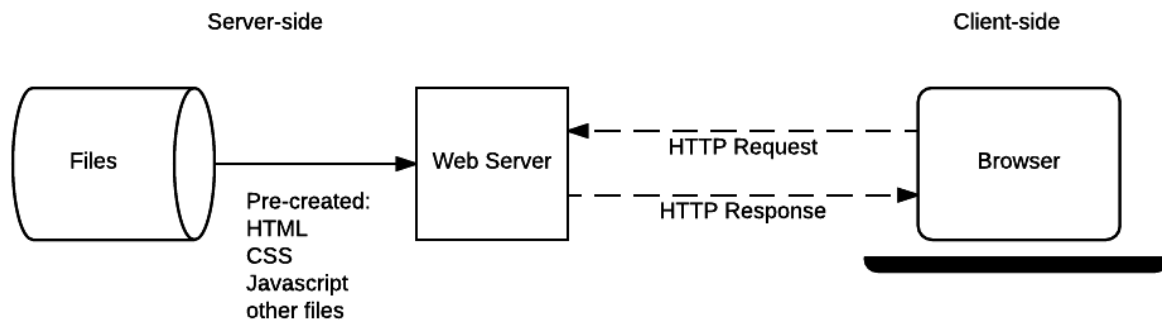 Server-side
Client-side
Files
Web Server
HTTP Request
Browser
Pre-created:
HTML
CSS
Javascript
other files
HTTP Response